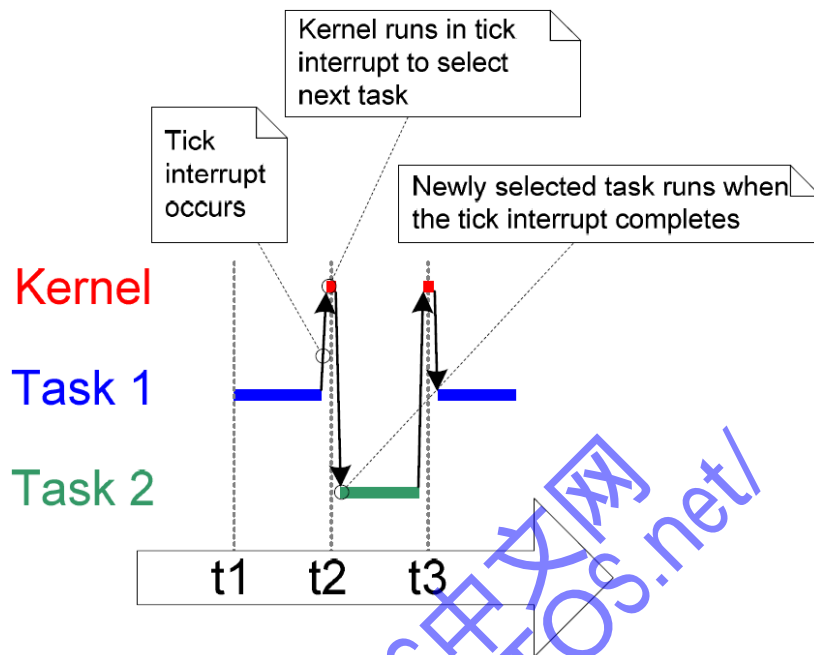 Kernel runs in tick
interrupt to select
next task
Tick
interrupt
occurs
Newly selected task runs when
the tick interrupt completes
Kernel
Task 1
Task 2
t1
t2
t3
中文网
TOS.net/